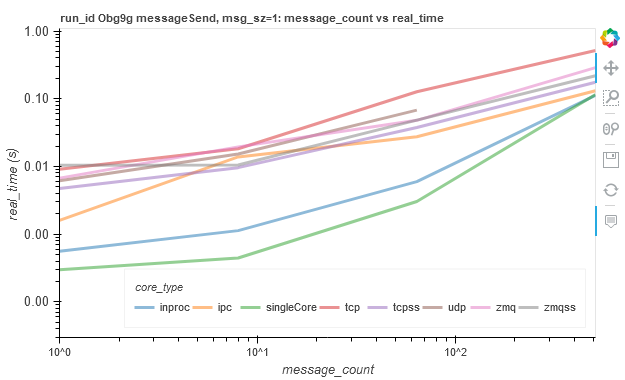 run_id Obg9g messageSend, msg_sz=1: message_count vs real_time
1.00
0.10
0.01
0.00
0.00
real_time (s)
core_type
inproc ipc singleCore tcp tcpss udp zmq zmqss
10^0 10^1 10^2
message_count